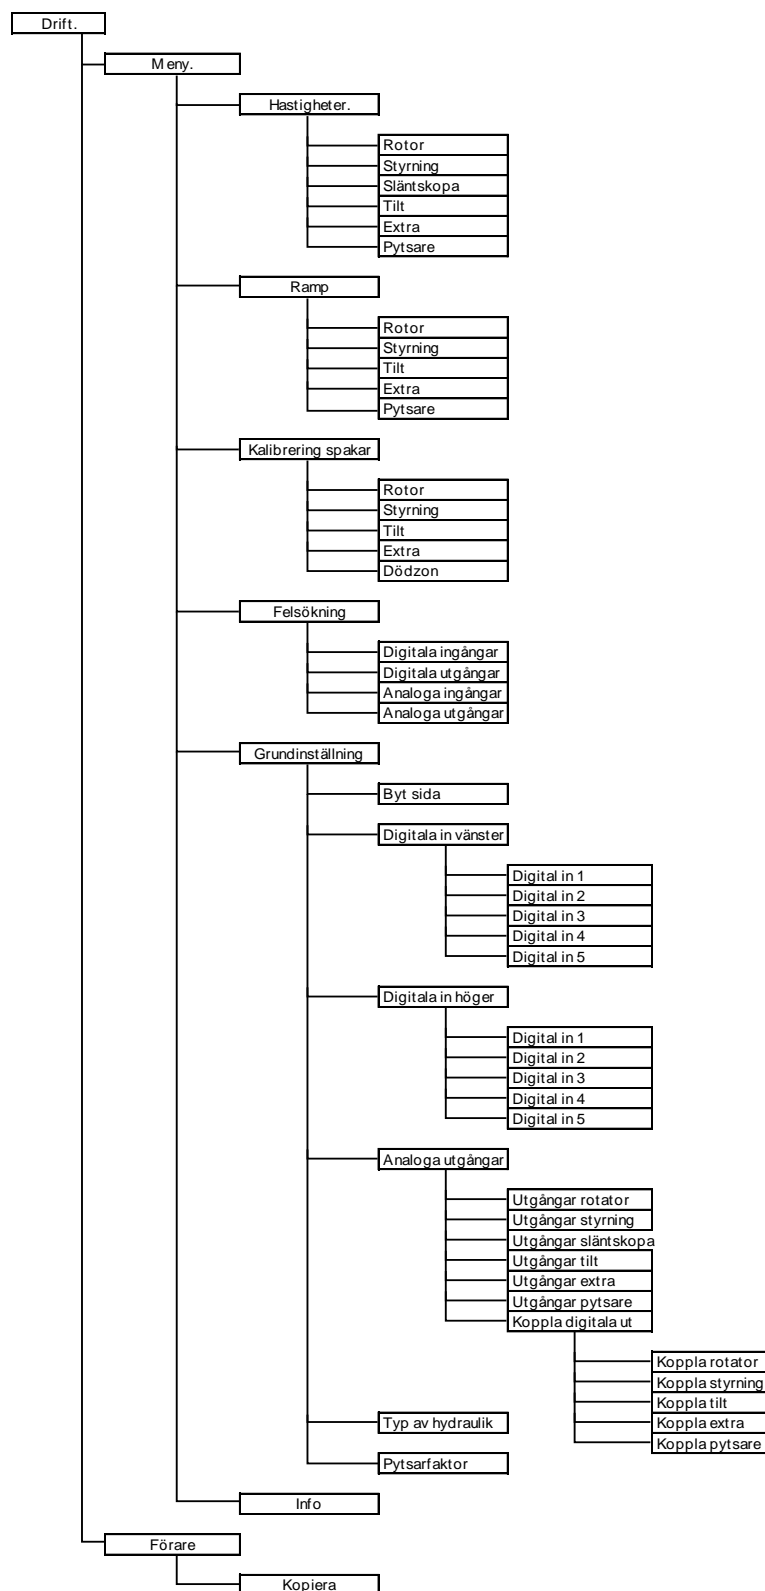 Drift.
Meny.
Hastigheter.
Rotor
Styrning
Släntskopa
Tilt
Extra
Pytsare
Ramp
Rotor
Styrning
Tilt
Extra
Pytsare
Kalibrering spakar
Rotor
Styrning
Tilt
Extra
Dödzon
Felsökning
Digitala ingångar
Digitala utgångar
Analoga ingångar
Analoga utgångar
Grundinställning
Byt sida
Digitala in vänster
Digital in 1
Digital in 2
Digital in 3
Digital in 4
Digital in 5
Digitala in höger
Digital in 1
Digital in 2
Digital in 3
Digital in 4
Digital in 5
Analoga utgångar
Utgångar rotator
Utgångar styrning
Utgångar släntskopa
Utgångar tilt
Utgångar extra
Utgångar pytsare
Koppla digitala ut
Koppla rotator
Koppla styrning
Koppla tilt
Koppla extra
Koppla pytsare
Typ av hydraulik
Pytsarfaktor
Info
Förare
Kopiera